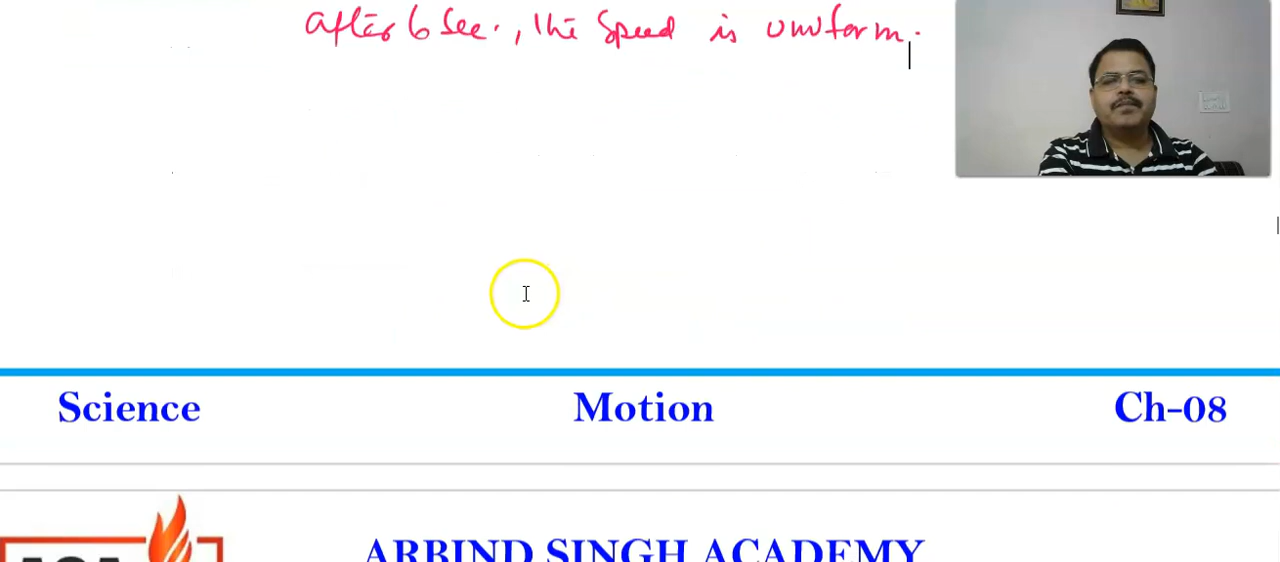 After 6 Sec., the Speed is uniform.
Science Motion Ch-08
ARBIND SINGH ACADEMY